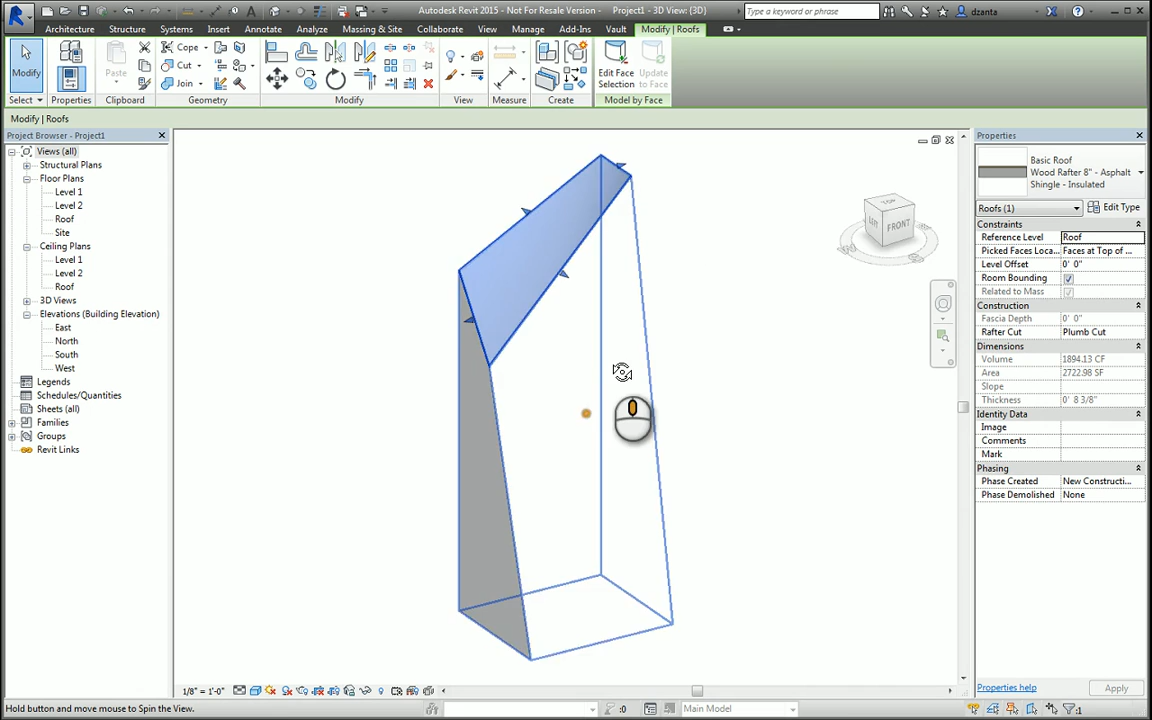 Autodesk Revit 2015 - Not For Resale Version - Project1 - 3D View: {3D}
Type a keyword or phrase
dzanta
Architecture Structure Systems Insert Annotate Analyze Massing & Site Collaborate View Manage Add-Ins Vault Modify | Roofs
Modify
Paste
Cope
Cut
Join
Edit Face Selection
Update to Face
Select Properties Clipboard Geometry Modify View Measure Create Model by Face
Modify | Roofs
Project Browser - Project1
Views (all)
Structural Plans
Floor Plans
Level 1
Level 2
Roof
Site
Ceiling Plans
Level 1
Level 2
Roof
3D Views
Elevations (Building Elevation)
East
North
South
West
Legends
Schedules/Quantities
Sheets (all)
Families
Groups
Revit Links
TOP
LEFT
FRONT
Properties
Basic Roof
Wood Rafter 8" - Asphalt
Shingle - Insulated
Roofs (1) Edit Type
Constraints
Reference Level Roof
Picked Faces Loca... Faces at Top of ...
Level Offset 0' 0"
Room Bounding
Related to Mass
Construction
Fascia Depth 0' 0"
Rafter Cut Plumb Cut
Dimensions
Volume 1894.13 CF
Area 2722.98 SF
Slope
Thickness 0' 8 3/8"
Identity Data
Image
Comments
Mark
Phasing
Phase Created New Constructi...
Phase Demolished None
Properties help Apply
1/8" = 1'-0"
Hold button and move mouse to Spin the View.
:0
Main Model
:1